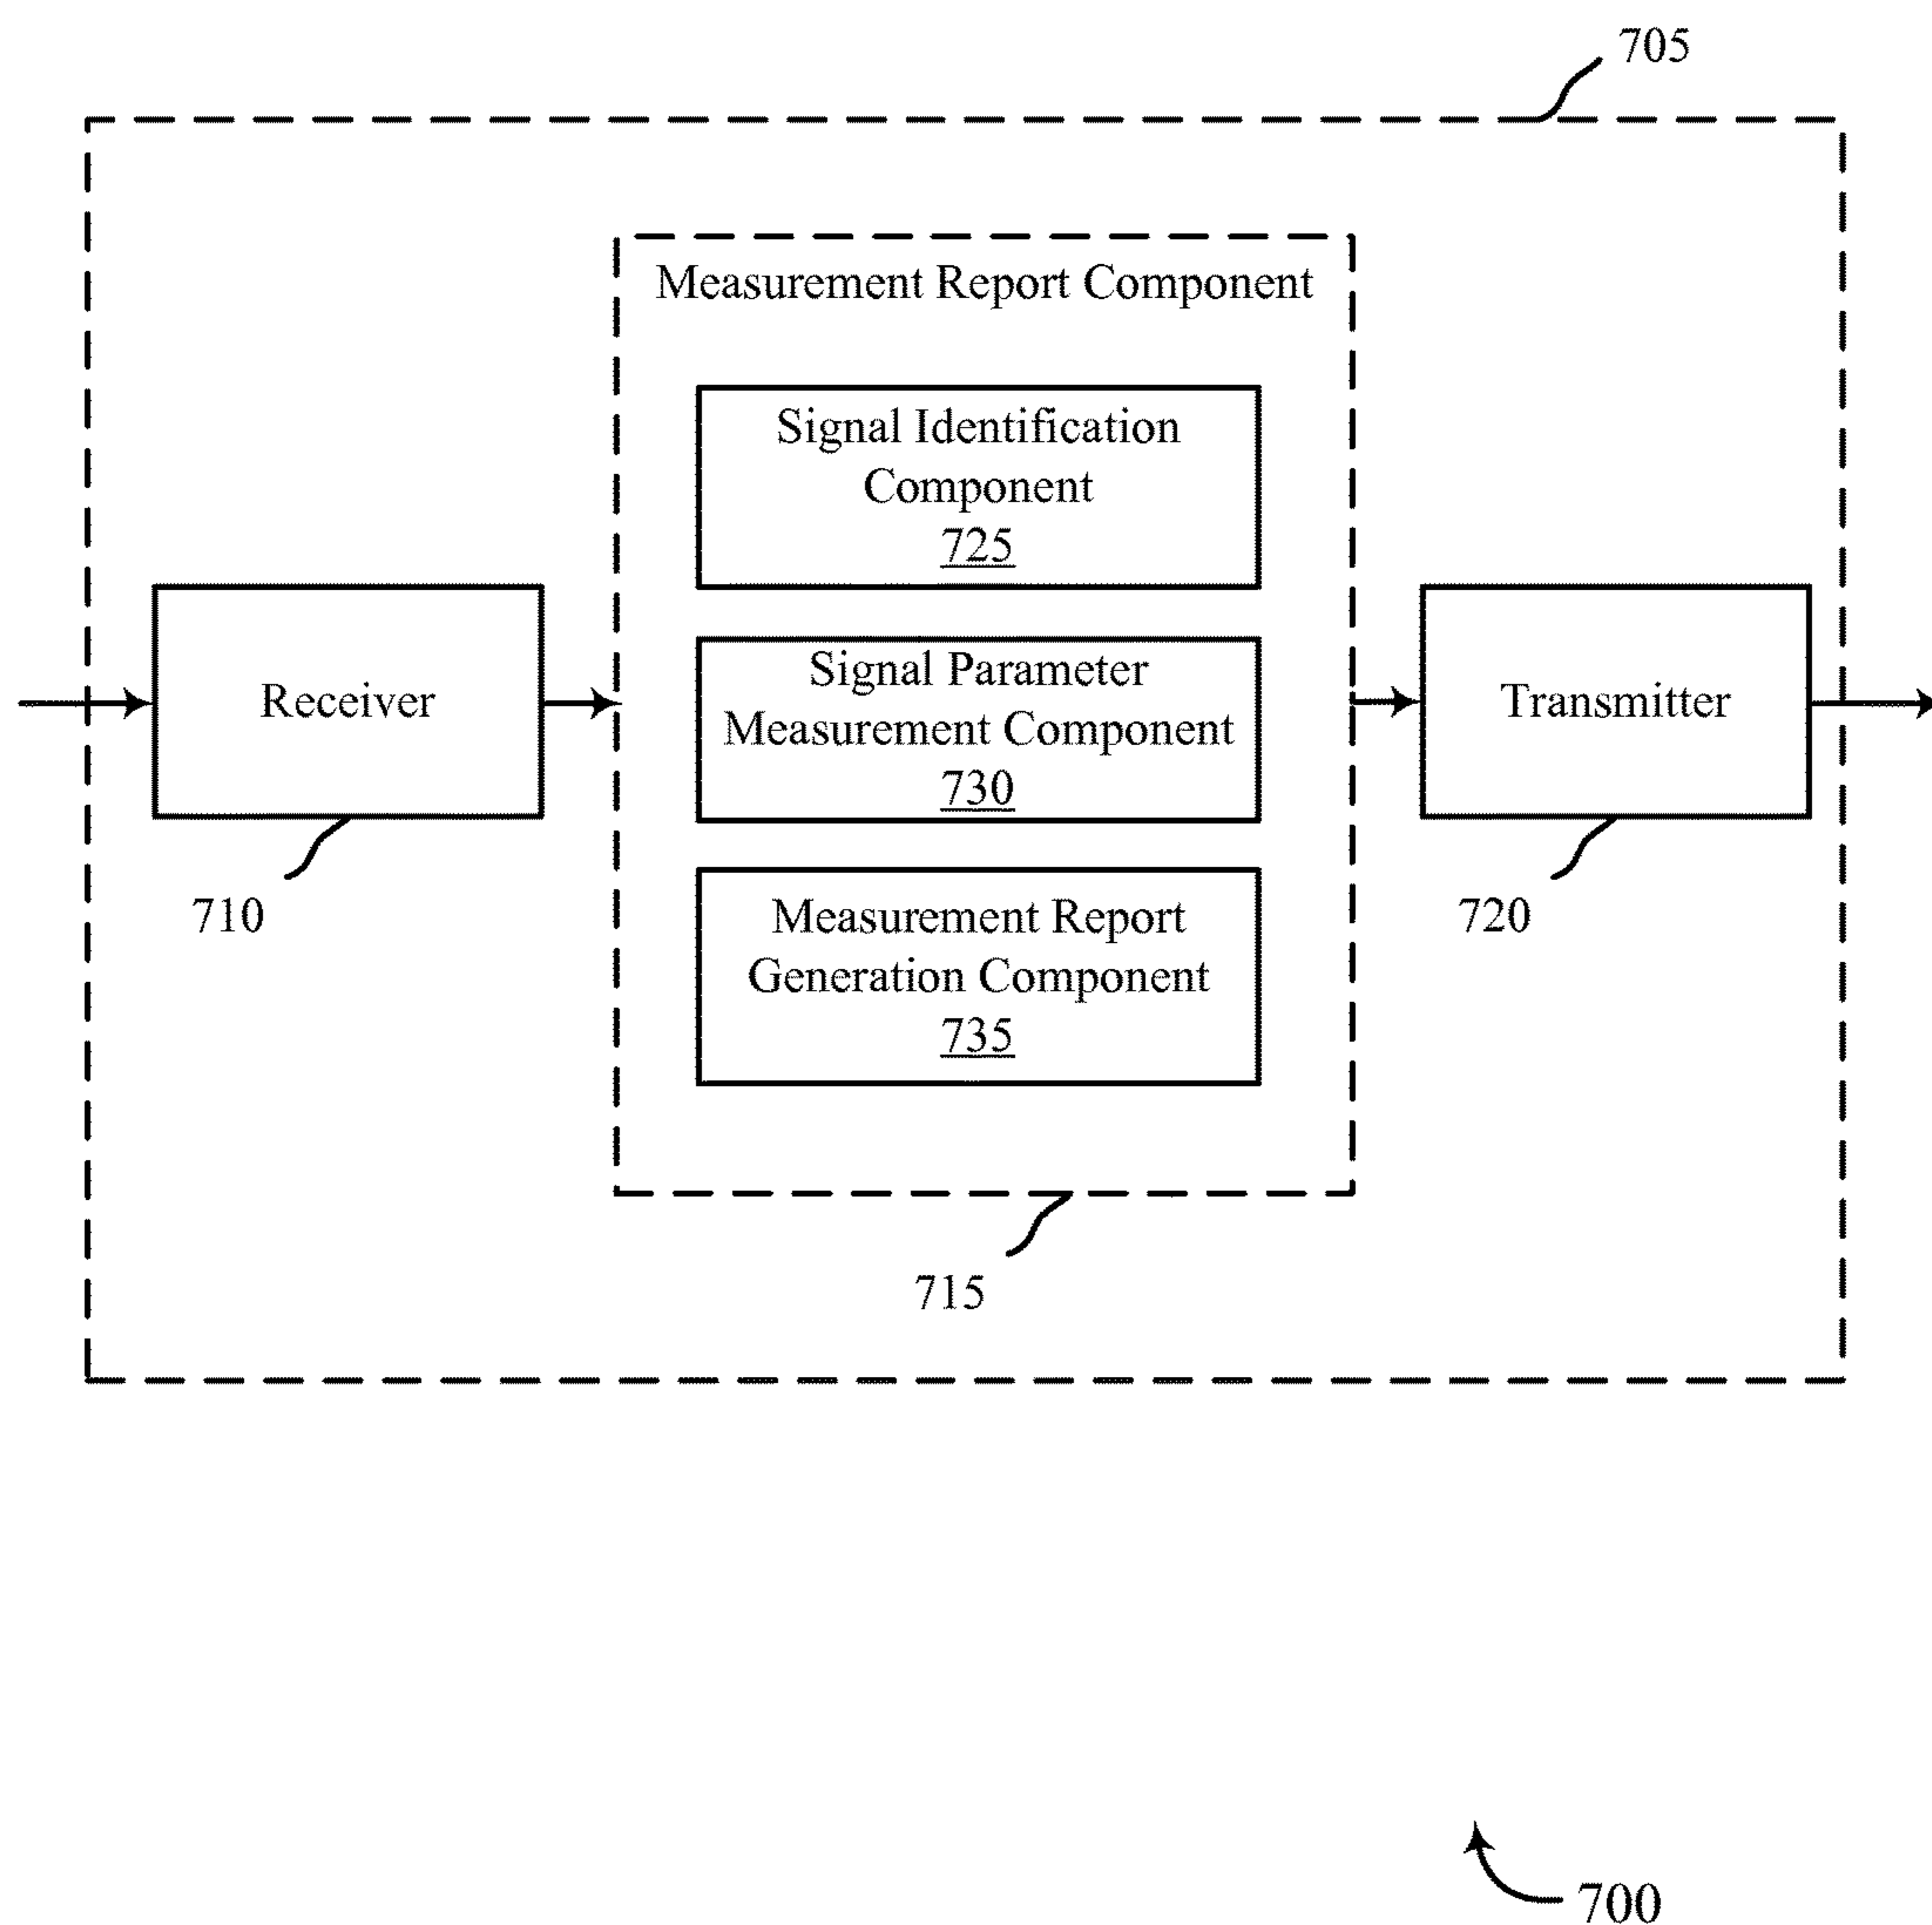 705
Measurement Report Component
Signal Identification
Component
725
Receiver
710
Signal Parameter
Measurement Component
730
Transmitter
720
Measurement Report
Generation Component
735
715
700